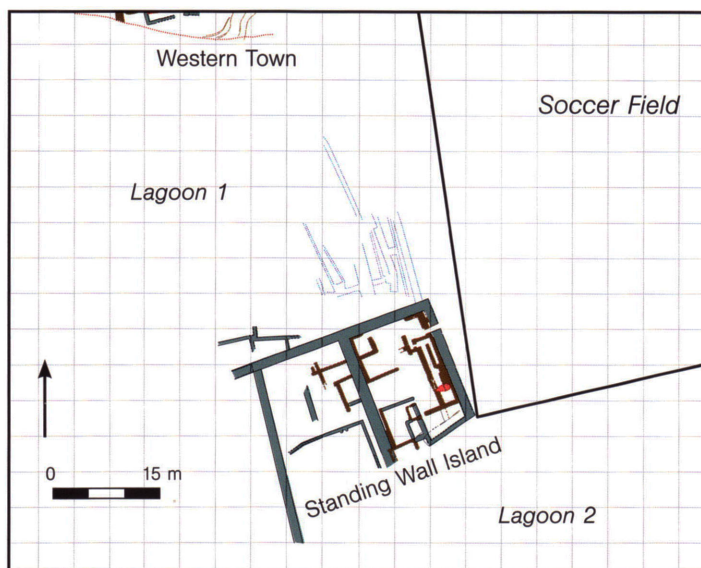 Western Town
Soccer Field
Lagoon 1
0 15 m
Standing Wall Island
Lagoon 2